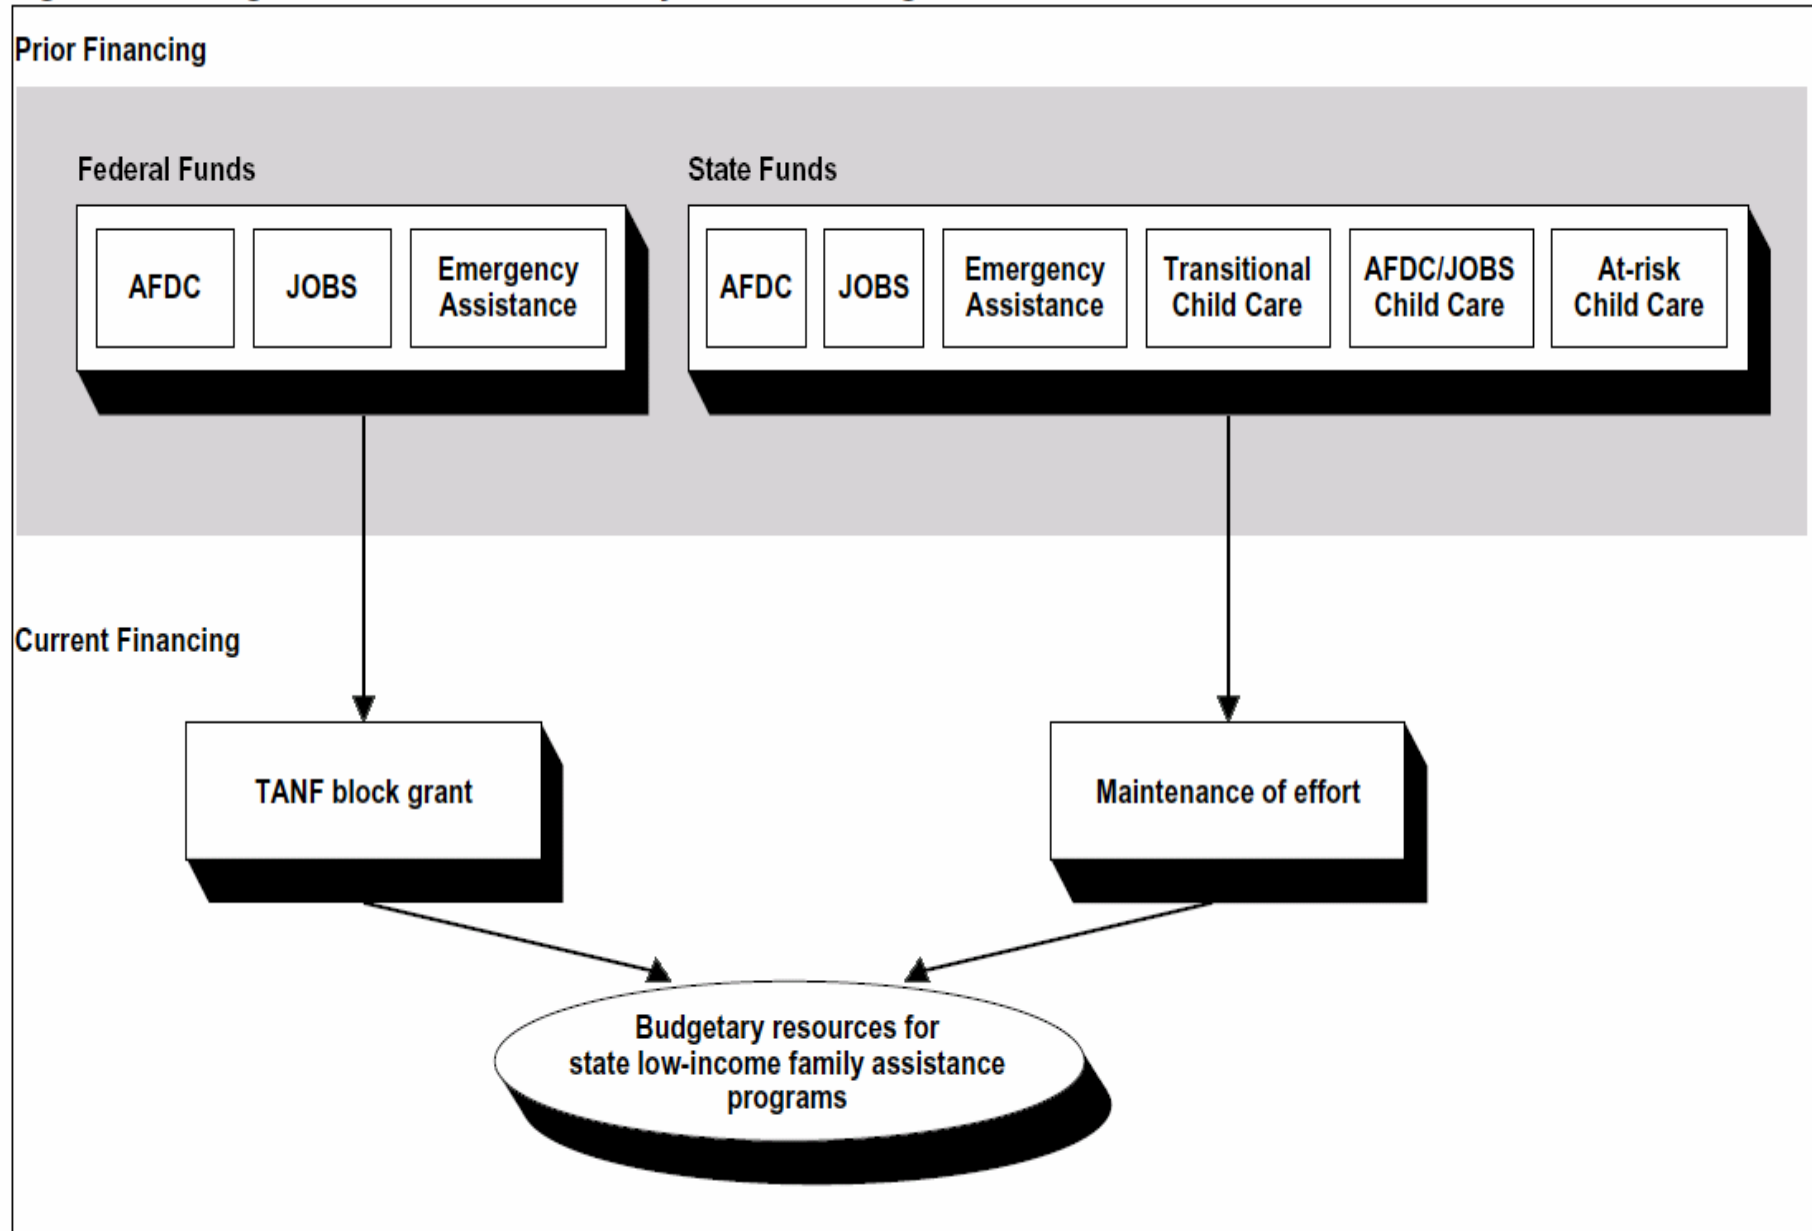 Prior Financing
Federal Funds
State Funds
AFDC
JOBS
Emergency
Assistance
AFDC
JOBS
Emergency
Assistance
Transitional
Child Care
AFDC/JOBS
Child Care
At-risk
Child Care
Current Financing
TANF block grant
Maintenance of effort
Budgetary resources for
state low-income family assistance
programs